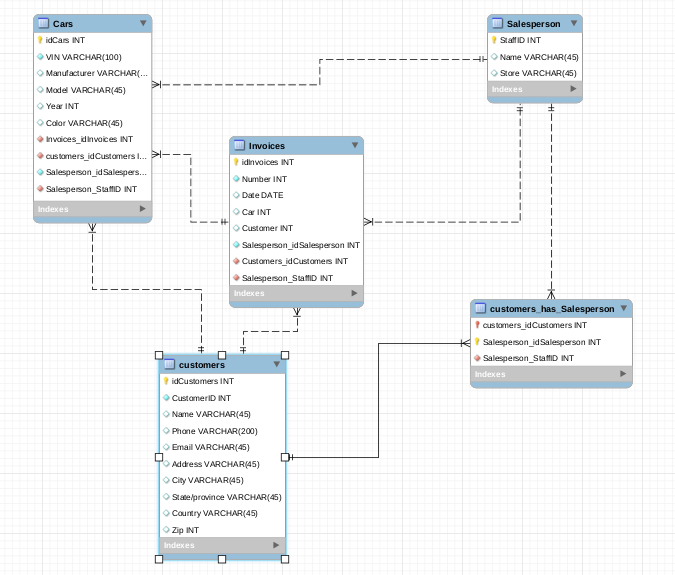 Cars
idCars INT
VIN VARCHAR(100)
Manufacturer VARCHAR(...
Model VARCHAR(45)
Year INT
Color VARCHAR(45)
Invoices_idInvoices INT
customers_idCustomers I...
Salesperson_idSalespers...
Salesperson_StaffID INT
Indexes
Salesperson
StaffID INT
Name VARCHAR(45)
Store VARCHAR(45)
Indexes
Invoices
idInvoices INT
Number INT
Date DATE
Car INT
Customer INT
Salesperson_idSalesperson INT
Customers_idCustomers INT
Salesperson_StaffID INT
Indexes
customers_has_Salesperson
customers_idCustomers INT
Salesperson_idSalesperson INT
Salesperson_StaffID INT
Indexes
customers
idCustomers INT
CustomerID INT
Name VARCHAR(45)
Phone VARCHAR(200)
Email VARCHAR(45)
Address VARCHAR(45)
City VARCHAR(45)
State/province VARCHAR(45)
Country VARCHAR(45)
Zip INT
Indexes